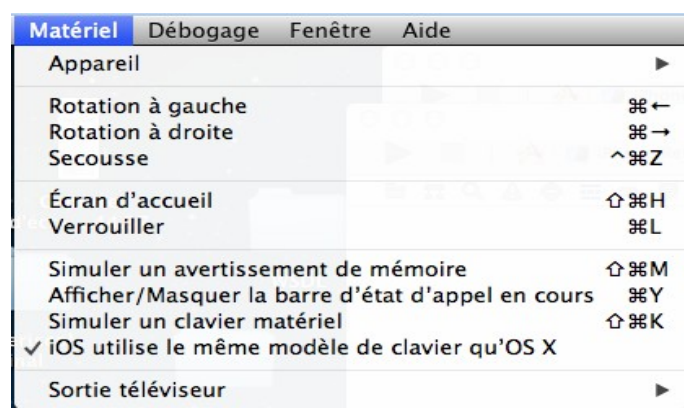 Matériel Débogage Fenêtre Aide
Appareil ▶
Rotation à gauche ⌘←
Rotation à droite ⌘→
Secousse ^⌘Z
Écran d'accueil ⇧⌘H
Verrouiller ⌘L
Simuler un avertissement de mémoire ⇧⌘M
Afficher/Masquer la barre d'état d'appel en cours ⌘Y
Simuler un clavier matériel ⇧⌘K
✓ iOS utilise le même modèle de clavier qu'OS X
Sortie téléviseur ▶